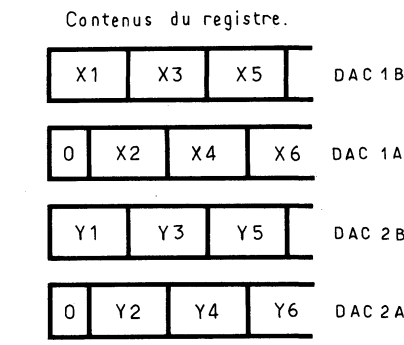 Contenus du registre.
X1 X3 X5 DAC 1B
0 X2 X4 X6 DAC 1A
Y1 Y3 Y5 DAC 2B
0 Y2 Y4 Y6 DAC 2A